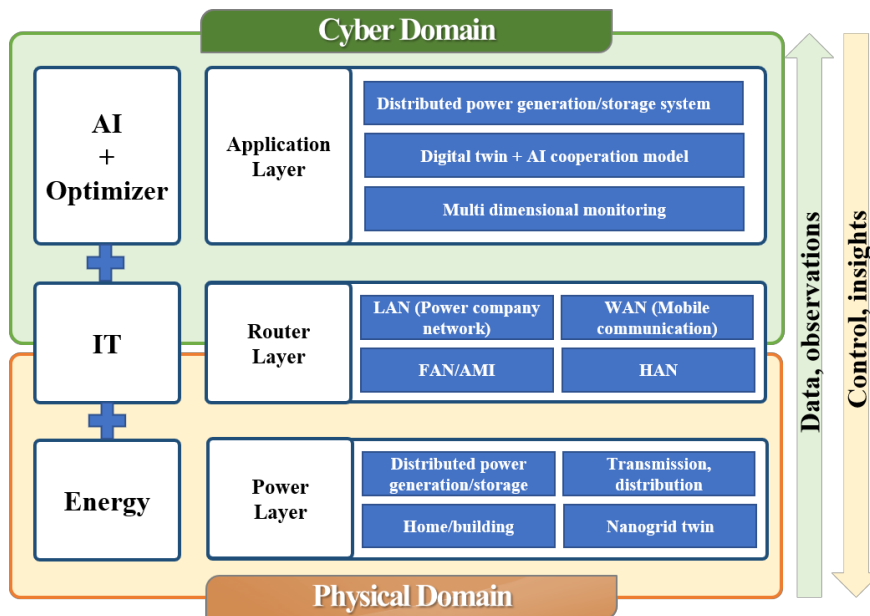 Cyber Domain
AI
+
Optimizer
Application
Layer
Distributed power generation/storage system
Digital twin + AI cooperation model
Multi dimensional monitoring
IT
Router
Layer
LAN (Power company
network)
WAN (Mobile
communication)
FAN/AMI
HAN
Energy
Power
Layer
Distributed power
generation/storage
Transmission,
distribution
Home/building
Nanogrid twin
Physical Domain
Data, observations
Control, insights